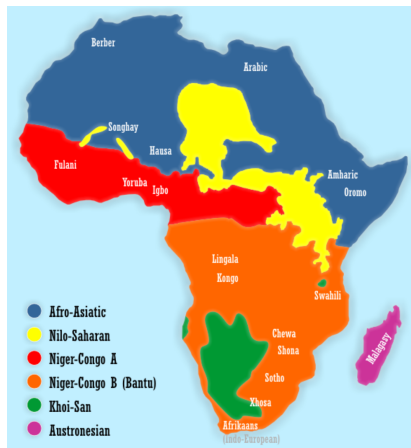 Berber
Arabic
Songhay
Hausa
Fulani
Yoruba
Igbo
Amharic
Oromo
Lingala
Kongo
Swahili
Chewa
Shona
Malagasy
Sotho
Xhosa
Afrikaans
(Indo-European)
Afro-Asiatic
Nilo-Saharan
Niger-Congo A
Niger-Congo B (Bantu)
Khoi-San
Austronesian